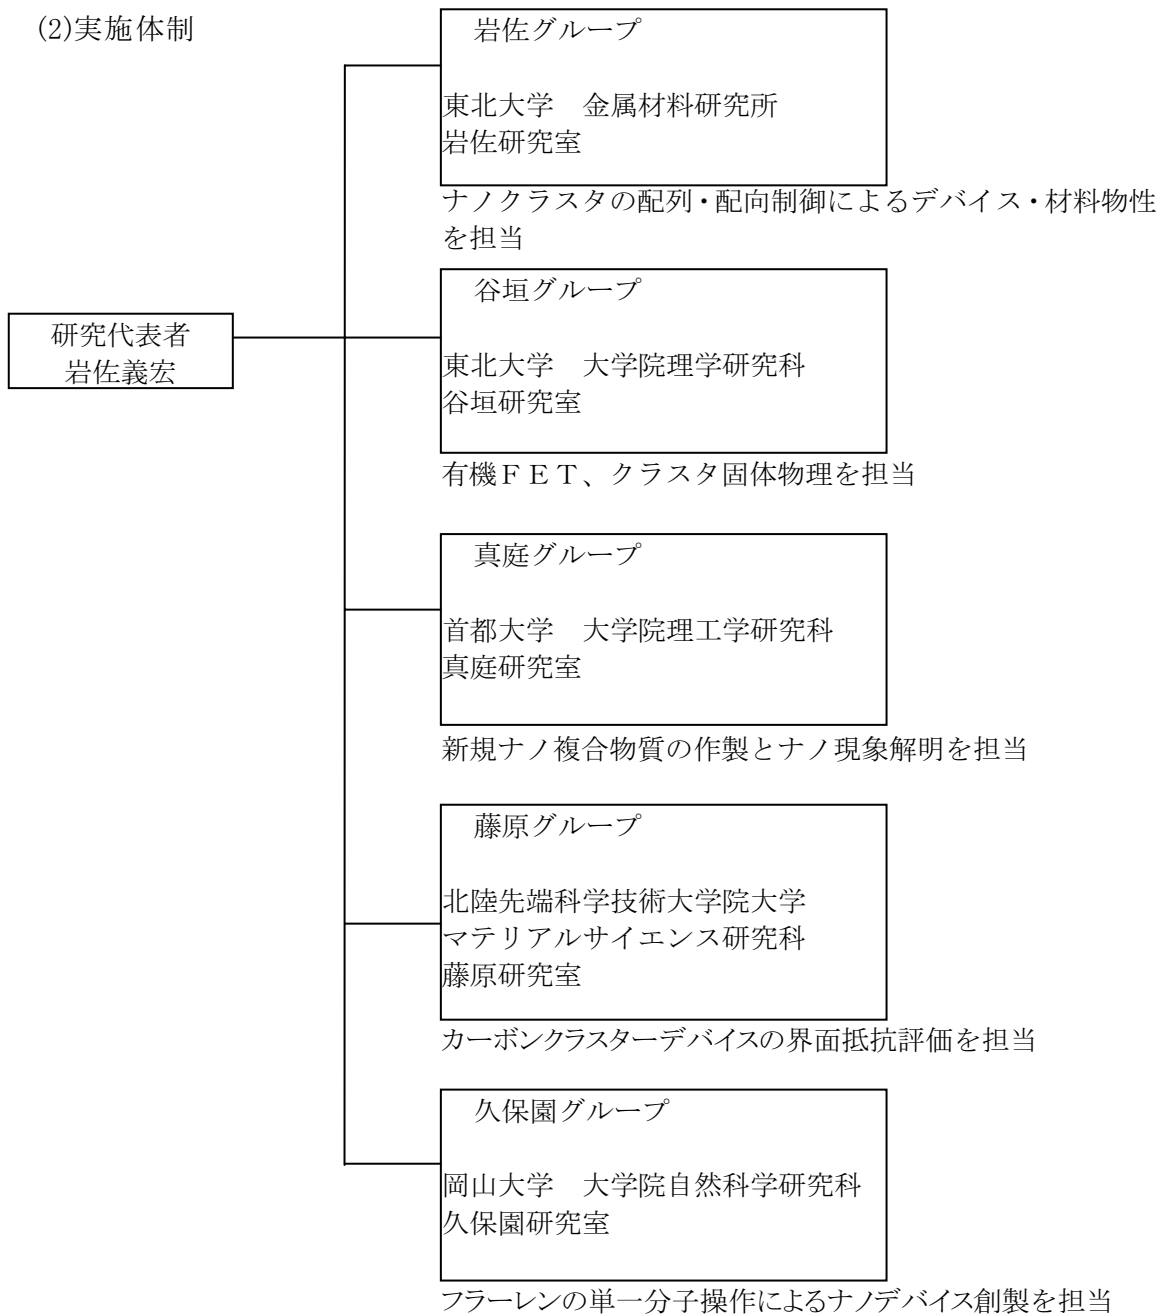 (2)実施体制
岩佐グループ
東北大学　金属材料研究所
岩佐研究室
ナノクラスタの配列・配向制御によるデバイス・材料物性
を担当
研究代表者
岩佐義宏
谷垣グループ
東北大学　大学院理学研究科
谷垣研究室
有機ＦＥＴ、クラスタ固体物理を担当
真庭グループ
首都大学　大学院理工学研究科
真庭研究室
新規ナノ複合物質の作製とナノ現象解明を担当
藤原グループ
北陸先端科学技術大学院大学
マテリアルサイエンス研究科
藤原研究室
カーボンクラスターデバイスの界面抵抗評価を担当
久保園グループ
岡山大学　大学院自然科学研究科
久保園研究室
フラーレンの単一分子操作によるナノデバイス創製を担当